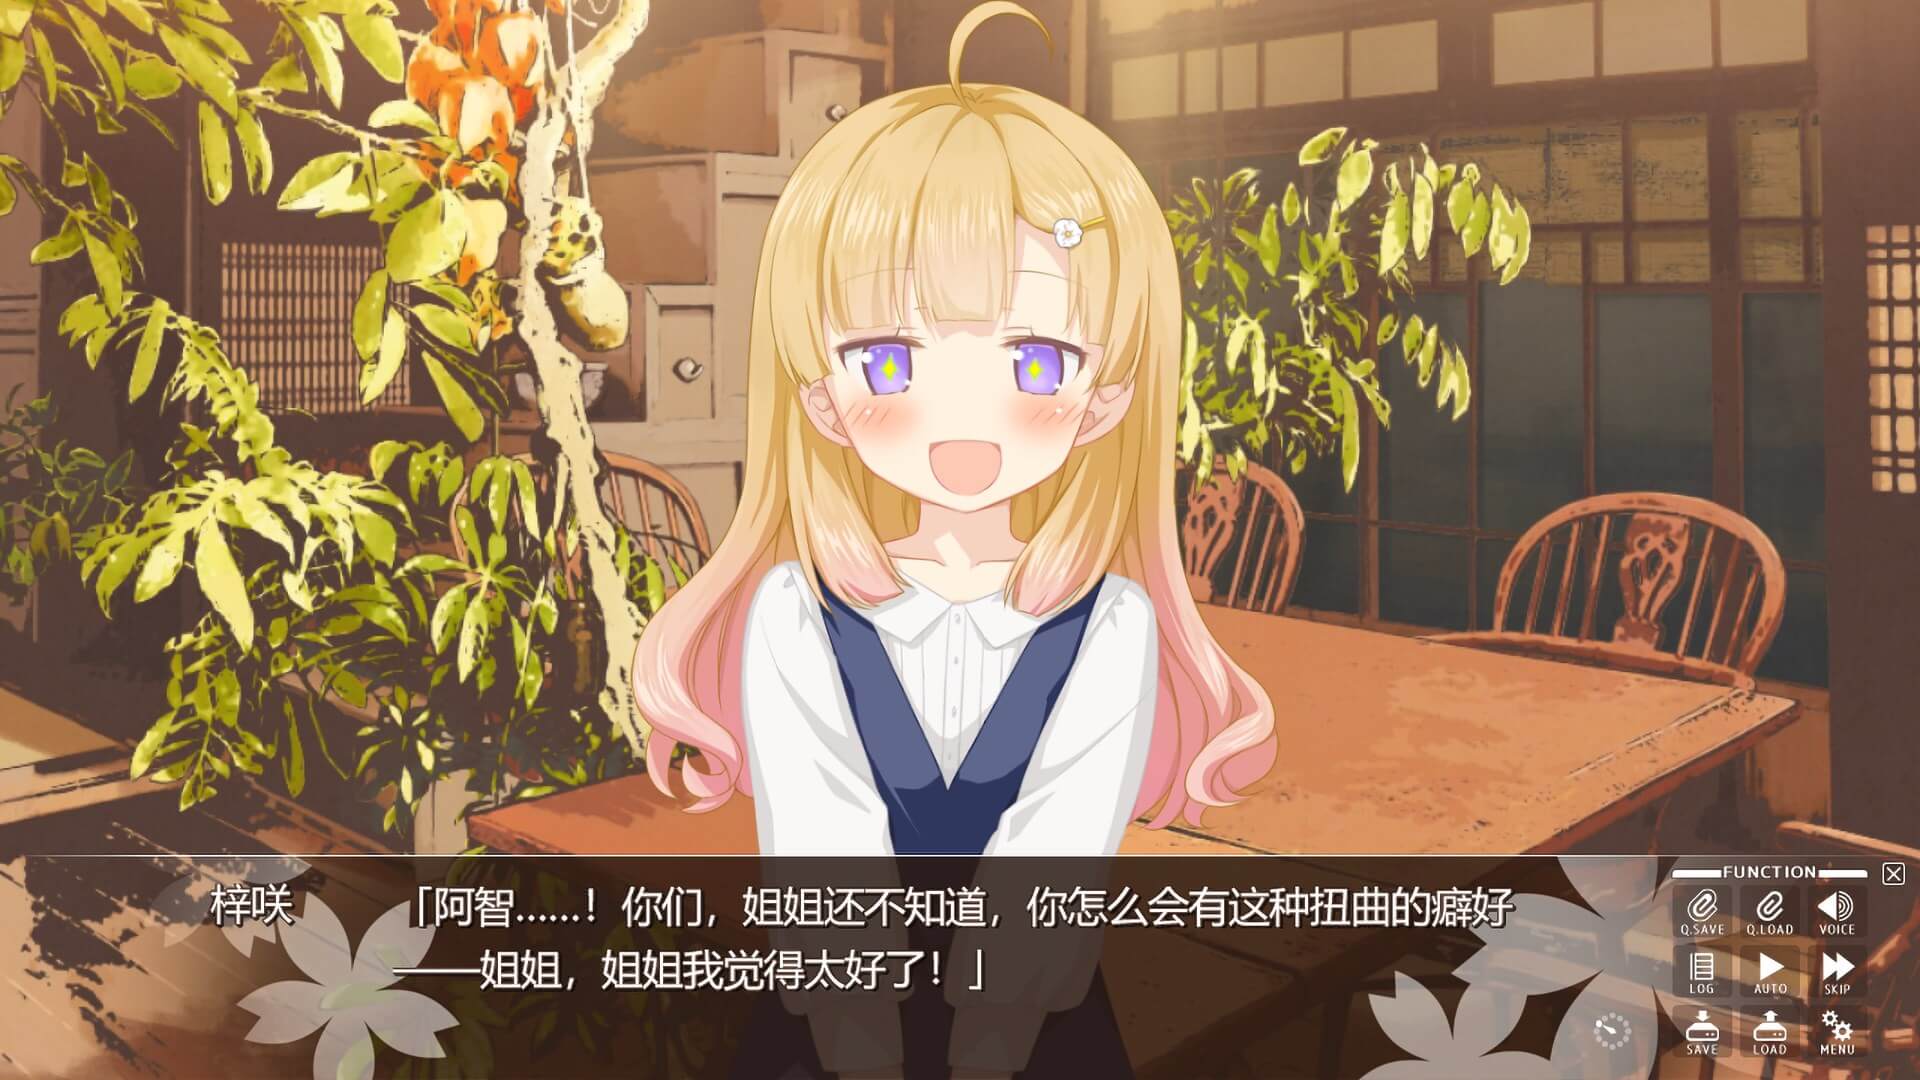 梓咲
「阿智……！你们，姐姐还不知道，你怎么会有这种扭曲的癖好
——姐姐，姐姐我觉得太好了！」
FUNCTION
Q.SAVE Q.LOAD VOICE
LOG AUTO SKIP
SAVE LOAD MENU